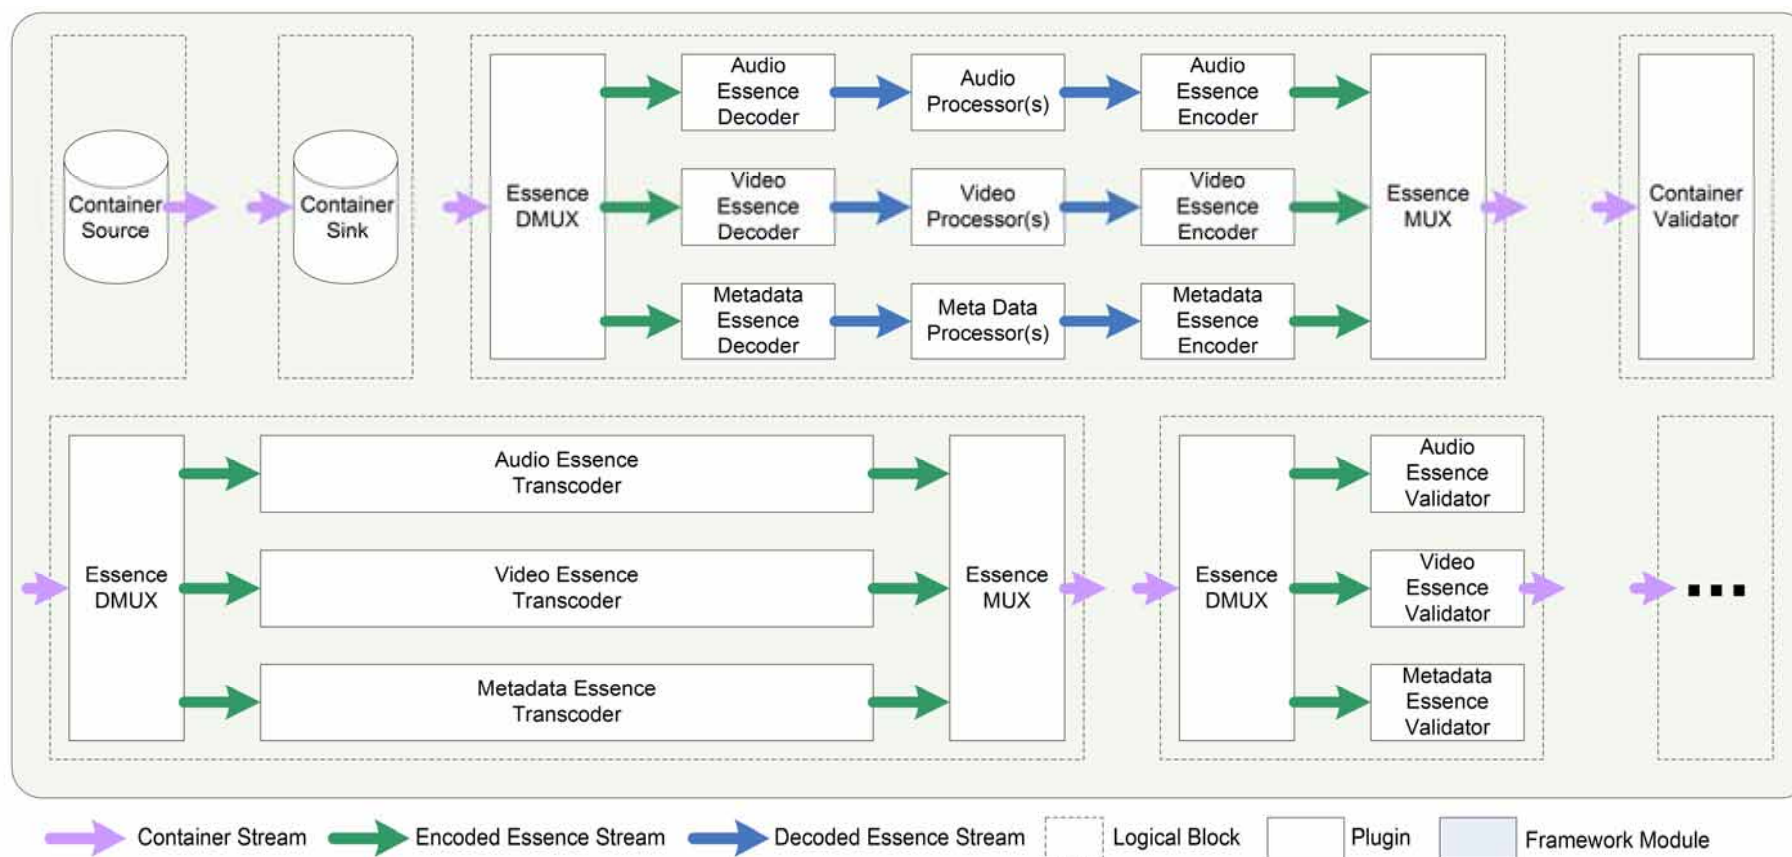 Container
Source
Container
Sink
Essence
DMUX
Audio
Essence
Decoder
Audio
Processor(s)
Audio
Essence
Encoder
Video
Essence
Decoder
Video
Processor(s)
Video
Essence
Encoder
Metadata
Essence
Decoder
Meta Data
Processor(s)
Metadata
Essence
Encoder
Essence
MUX
Container
Validator
Essence
DMUX
Audio Essence
Transcoder
Video Essence
Transcoder
Metadata Essence
Transcoder
Essence
MUX
Essence
DMUX
Audio
Essence
Validator
Video
Essence
Validator
Metadata
Essence
Validator
...
Container Stream
Encoded Essence Stream
Decoded Essence Stream
Logical Block
Plugin
Framework Module